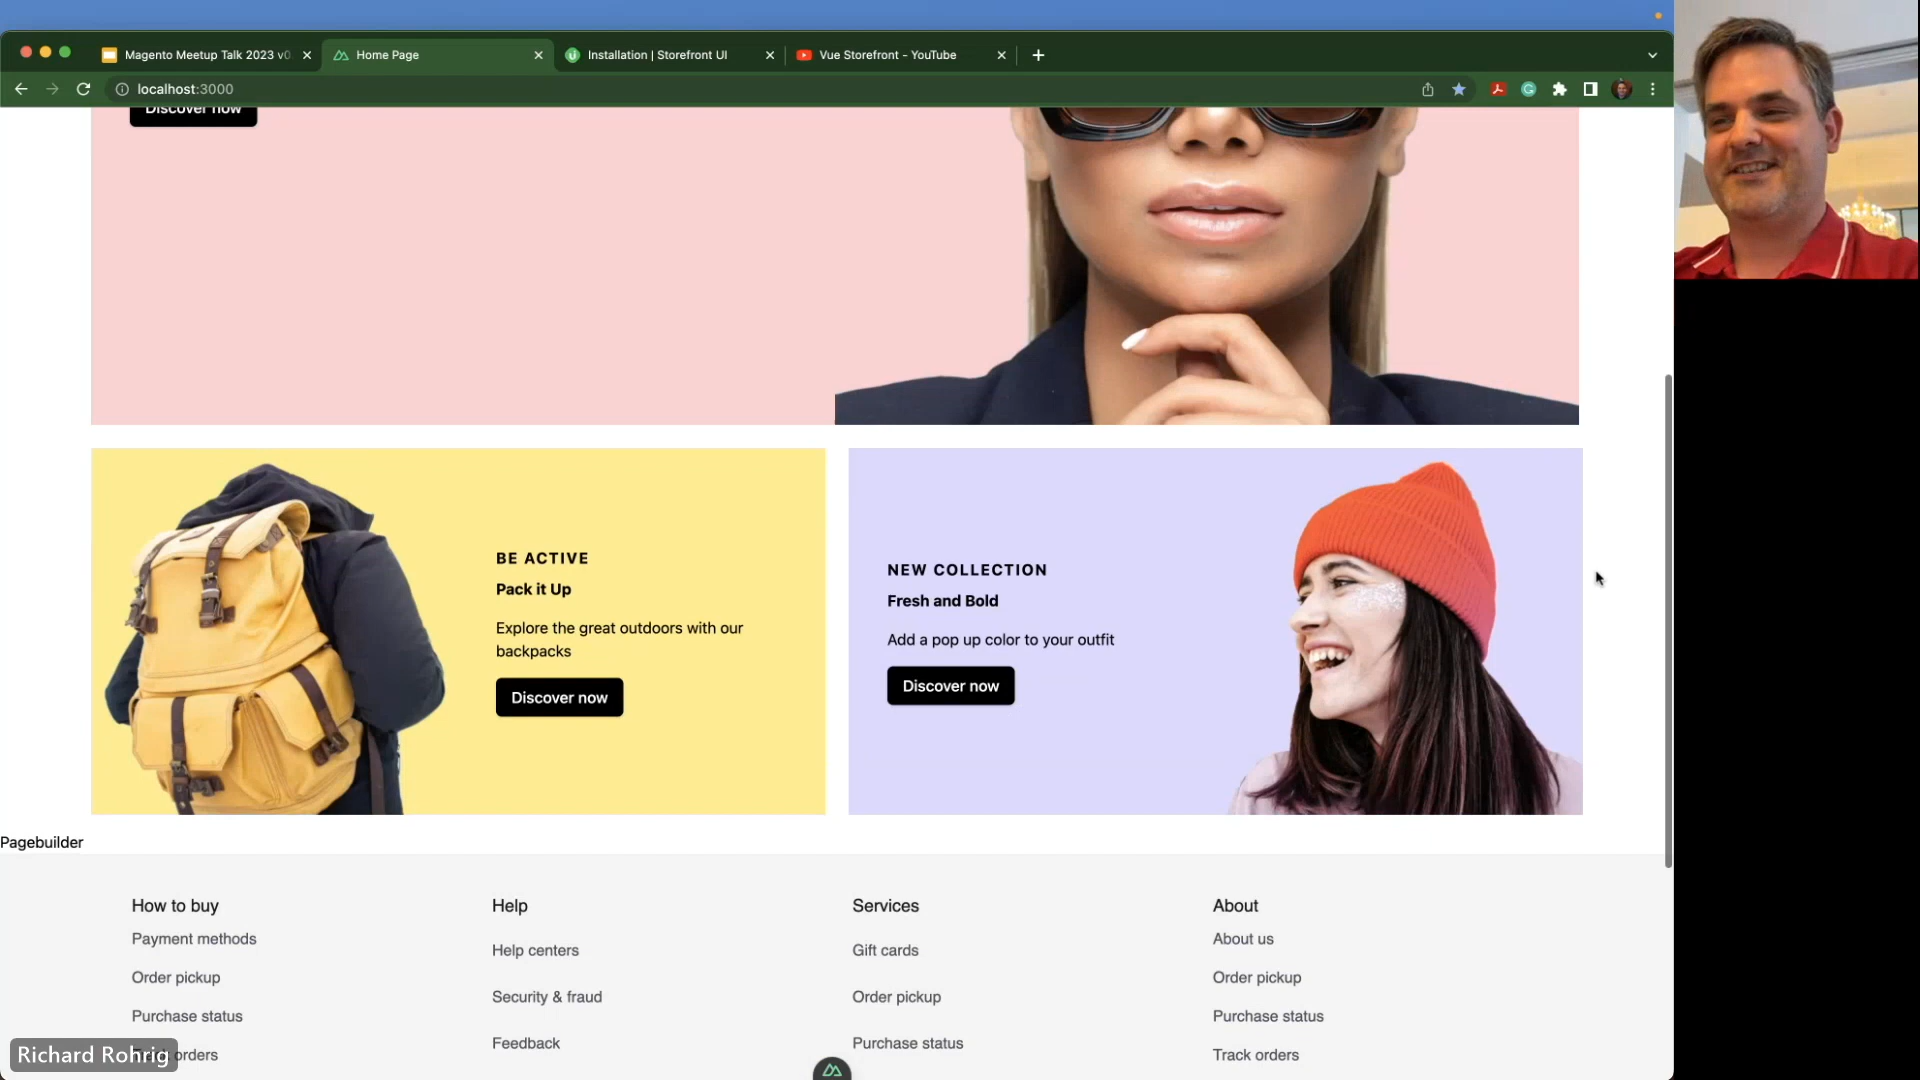 Magento Meetup Talk 2023 v0
Home Page
Installation | Storefront UI
Vue Storefront - YouTube
localhost:3000
Discover now
BE ACTIVE
Pack it Up
Explore the great outdoors with our
backpacks
Discover now
NEW COLLECTION
Fresh and Bold
Add a pop up color to your outfit
Discover now
Pagebuilder
How to buy
Payment methods
Order pickup
Purchase status
orders
Help
Help centers
Security & fraud
Feedback
Services
Gift cards
Order pickup
Purchase status
About
About us
Order pickup
Purchase status
Track orders
Richard Rohrig